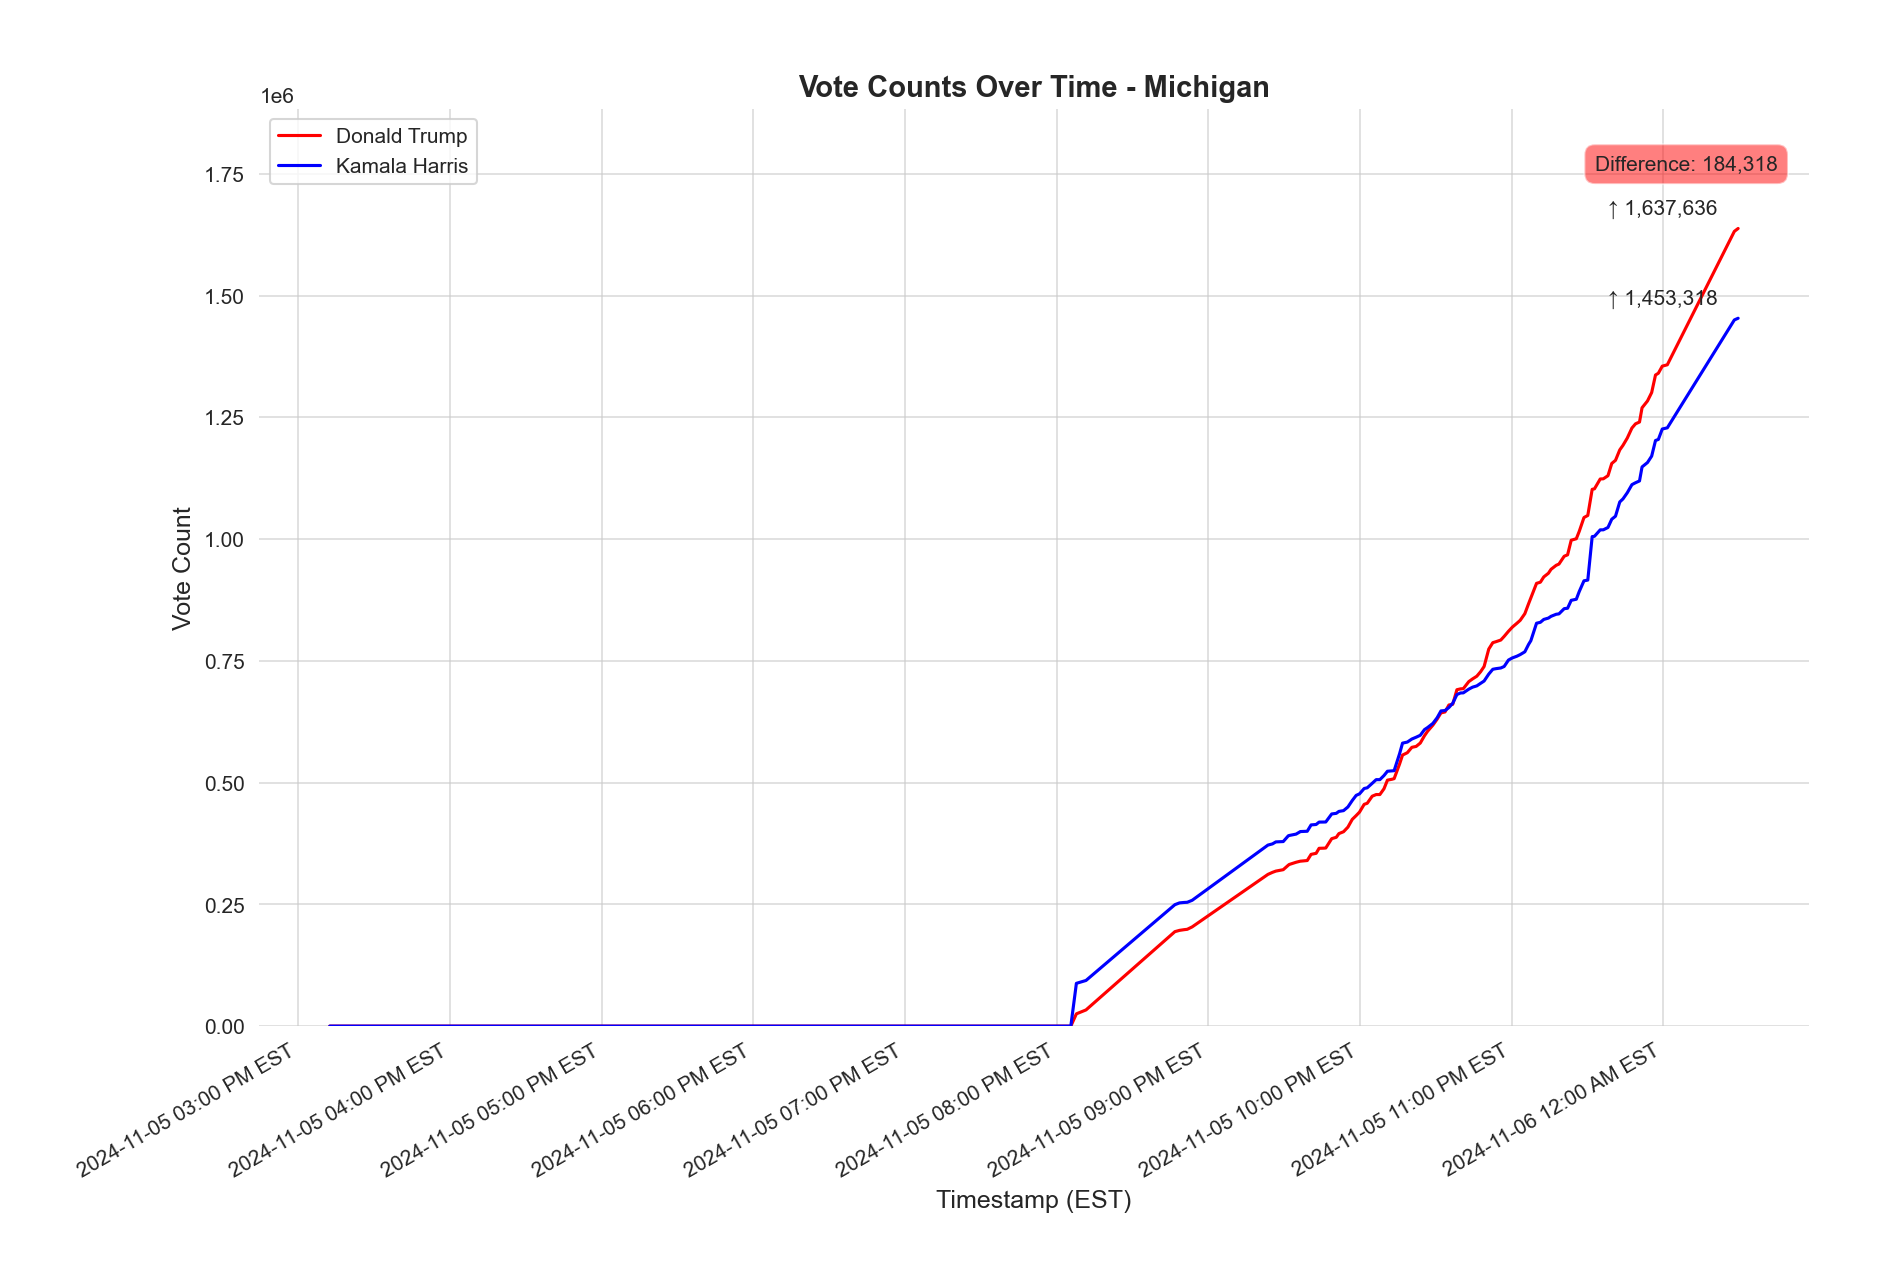 Vote Counts Over Time - Michigan
1e6
Donald Trump
Kamala Harris
Difference: 184,318
↑ 1,637,636
↑ 1,453,318
1.75
1.50
1.25
1.00
0.75
0.50
0.25
0.00
Vote Count
2024-11-05 03:00 PM EST
2024-11-05 04:00 PM EST
2024-11-05 05:00 PM EST
2024-11-05 06:00 PM EST
2024-11-05 07:00 PM EST
2024-11-05 08:00 PM EST
2024-11-05 09:00 PM EST
2024-11-05 10:00 PM EST
2024-11-05 11:00 PM EST
2024-11-06 12:00 AM EST
Timestamp (EST)